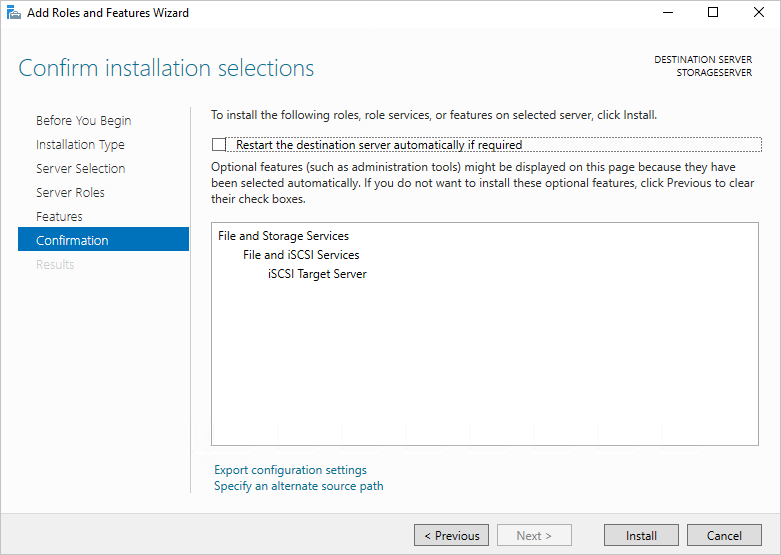 Add Roles and Features Wizard
Confirm installation selections
DESTINATION SERVER
STORAGESERVER
Before You Begin
Installation Type
Server Selection
Server Roles
Features
Confirmation
Results
To install the following roles, role services, or features on selected server, click Install.
Restart the destination server automatically if required
Optional features (such as administration tools) might be displayed on this page because they have
been selected automatically. If you do not want to install these optional features, click Previous to clear
their check boxes.
File and Storage Services
File and iSCSI Services
iSCSI Target Server
Export configuration settings
Specify an alternate source path
< Previous
Next >
Install
Cancel